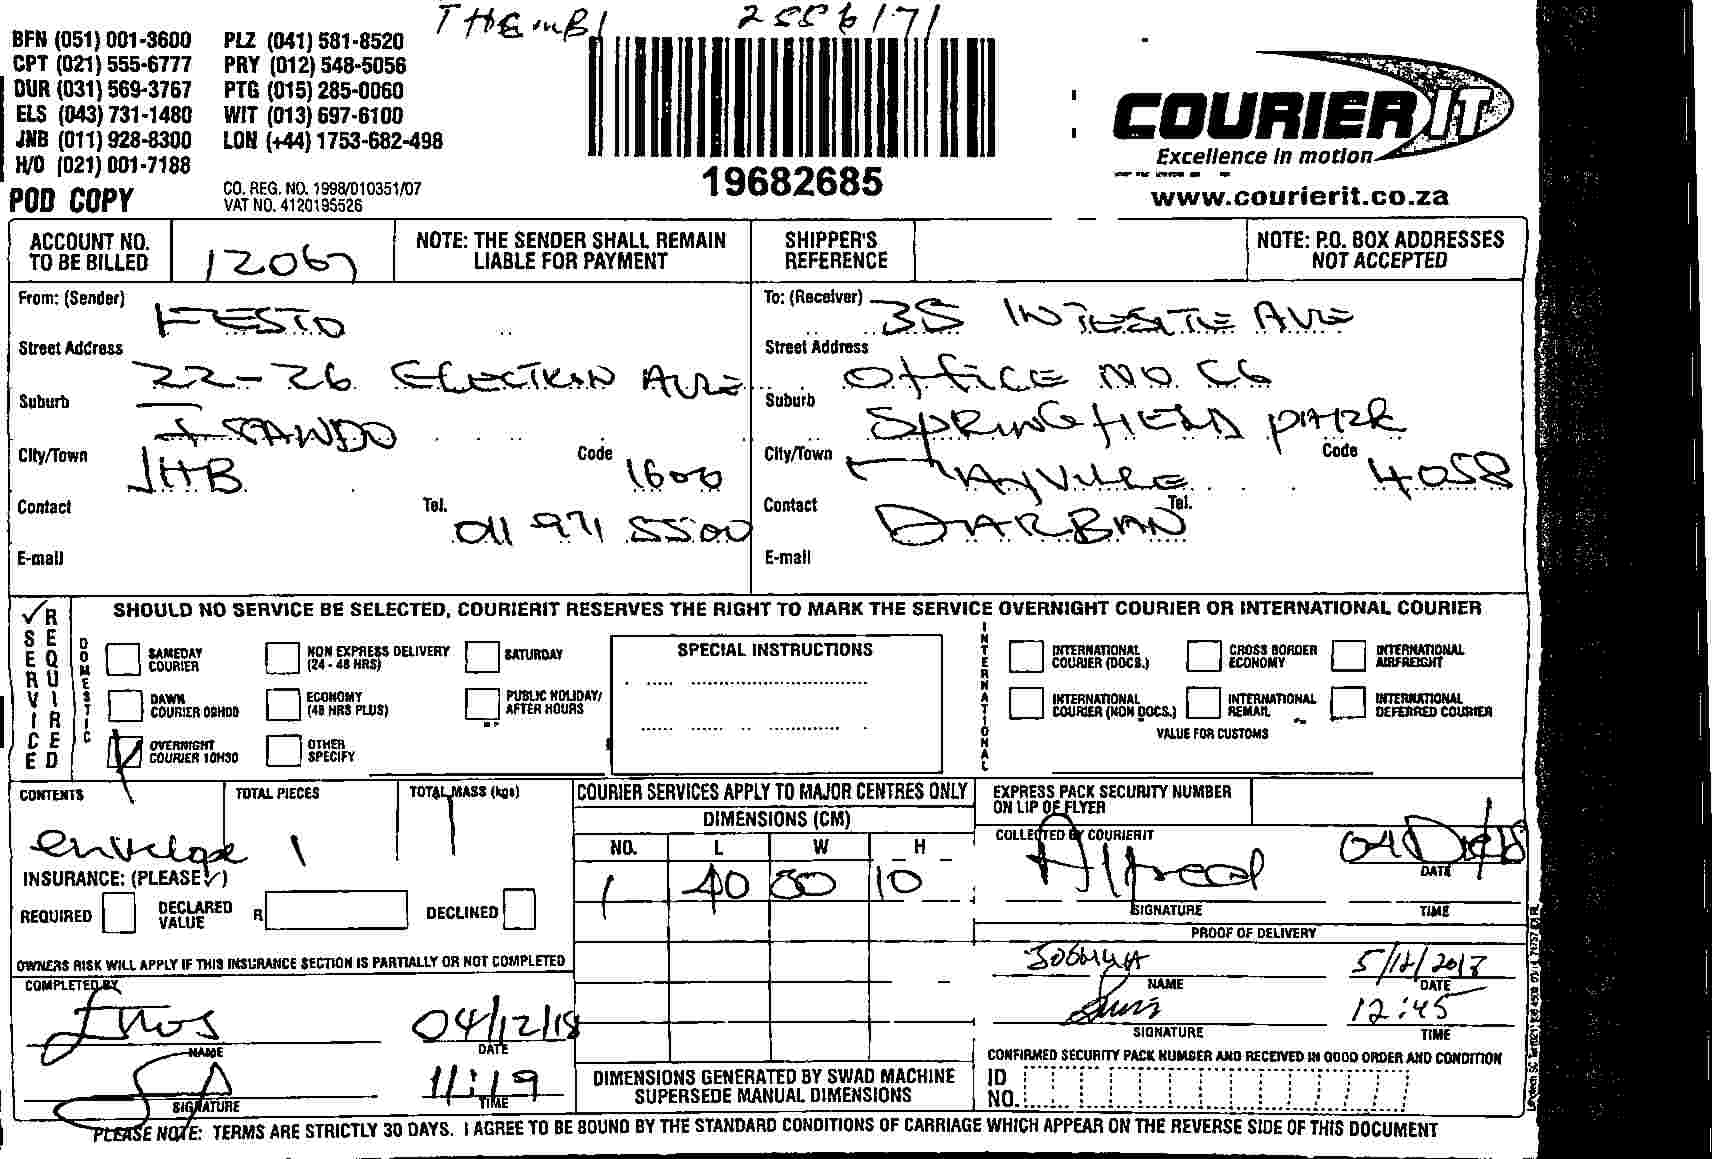 THEMBI 2556171
BFN (051) 001-3600 PLZ (041) 581-8520
CPT (021) 555-6777 PRY (012) 548-5056
DUR (031) 569-3767 PTG (015) 285-0060
ELS (043) 731-1480 WIT (013) 697-6100
JNB (011) 928-8300 LON (+44) 1753-682-498
H/O (021) 001-7188
POD COPY
CO. REG. NO. 1998/010351/07
VAT NO. 4120195526
19682685
COURIER IT
Excellence in motion
www.courierit.co.za
ACCOUNT NO. TO BE BILLED 12067
NOTE: THE SENDER SHALL REMAIN LIABLE FOR PAYMENT
SHIPPER'S REFERENCE
NOTE: P.O. BOX ADDRESSES NOT ACCEPTED
From: (Sender) FESTO
Street Address 22-26 ELECTRON AVE
Suburb ISANDO
City/Town JHB Code 1600
Contact Tel. 011 971 5500
E-mail
To: (Receiver) 35 INTESITE AVE
Street Address OFFICE NO C6
Suburb SPRINGFIELD PARK
City/Town MAYVILLE Code 4058
Contact DARBAN Tel.
E-mail
SERVICE REQUIRED
SHOULD NO SERVICE BE SELECTED, COURIERIT RESERVES THE RIGHT TO MARK THE SERVICE OVERNIGHT COURIER OR INTERNATIONAL COURIER
DOMESTIC
SAMEDAY COURIER
NON EXPRESS DELIVERY (24 - 48 HRS)
SATURDAY
DAWN COURIER 09H00
ECONOMY (48 HRS PLUS)
PUBLIC HOLIDAY/ AFTER HOURS
OVERNIGHT COURIER 10H30
OTHER SPECIFY
SPECIAL INSTRUCTIONS
INTERNATIONAL
INTERNATIONAL COURIER (DOCS.)
CROSS BORDER ECONOMY
INTERNATIONAL AIRFREIGHT
INTERNATIONAL COURIER (NON DOCS.)
INTERNATIONAL REMAIL
INTERNATIONAL DEFERRED COURIER
VALUE FOR CUSTOMS
CONTENTS envelope
TOTAL PIECES 1
TOTAL MASS (kgs) 1
INSURANCE: (PLEASE ✓)
REQUIRED DECLARED VALUE R DECLINED
OWNERS RISK WILL APPLY IF THIS INSURANCE SECTION IS PARTIALLY OR NOT COMPLETED
COMPLETED BY
Enos 04/12/18
NAME DATE
11:19
SIGNATURE TIME
COURIER SERVICES APPLY TO MAJOR CENTRES ONLY
DIMENSIONS (CM)
NO. L W H
1 40 30 10
DIMENSIONS GENERATED BY SWAD MACHINE SUPERSEDE MANUAL DIMENSIONS
EXPRESS PACK SECURITY NUMBER ON LIP OF FLYER
COLLECTED BY COURIERIT
Alfred
DATE
SIGNATURE TIME
PROOF OF DELIVERY
5/12/2018
NAME DATE
12:45
SIGNATURE TIME
CONFIRMED SECURITY PACK NUMBER AND RECEIVED IN GOOD ORDER AND CONDITION
ID NO.
PLEASE NOTE: TERMS ARE STRICTLY 30 DAYS. I AGREE TO BE BOUND BY THE STANDARD CONDITIONS OF CARRIAGE WHICH APPEAR ON THE REVERSE SIDE OF THIS DOCUMENT